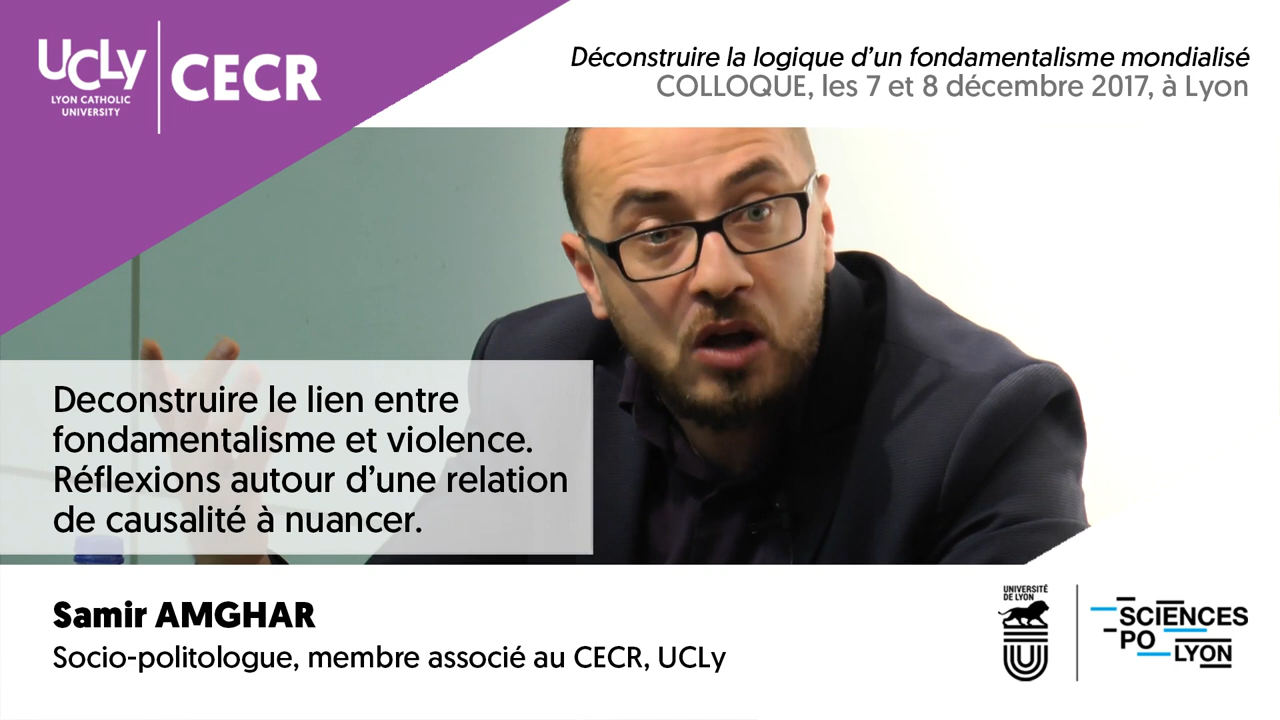 UCLy
LYON CATHOLIC
UNIVERSITY
CECR
Déconstruire la logique d’un fondamentalisme mondialisé
COLLOQUE, les 7 et 8 décembre 2017, à Lyon
Deconstruire le lien entre
fondamentalisme et violence.
Réflexions autour d’une relation
de causalité à nuancer.
Samir AMGHAR
Socio-politologue, membre associé au CECR, UCLy
UNIVERSITÉ
DE LYON
SCIENCES
PO
LYON